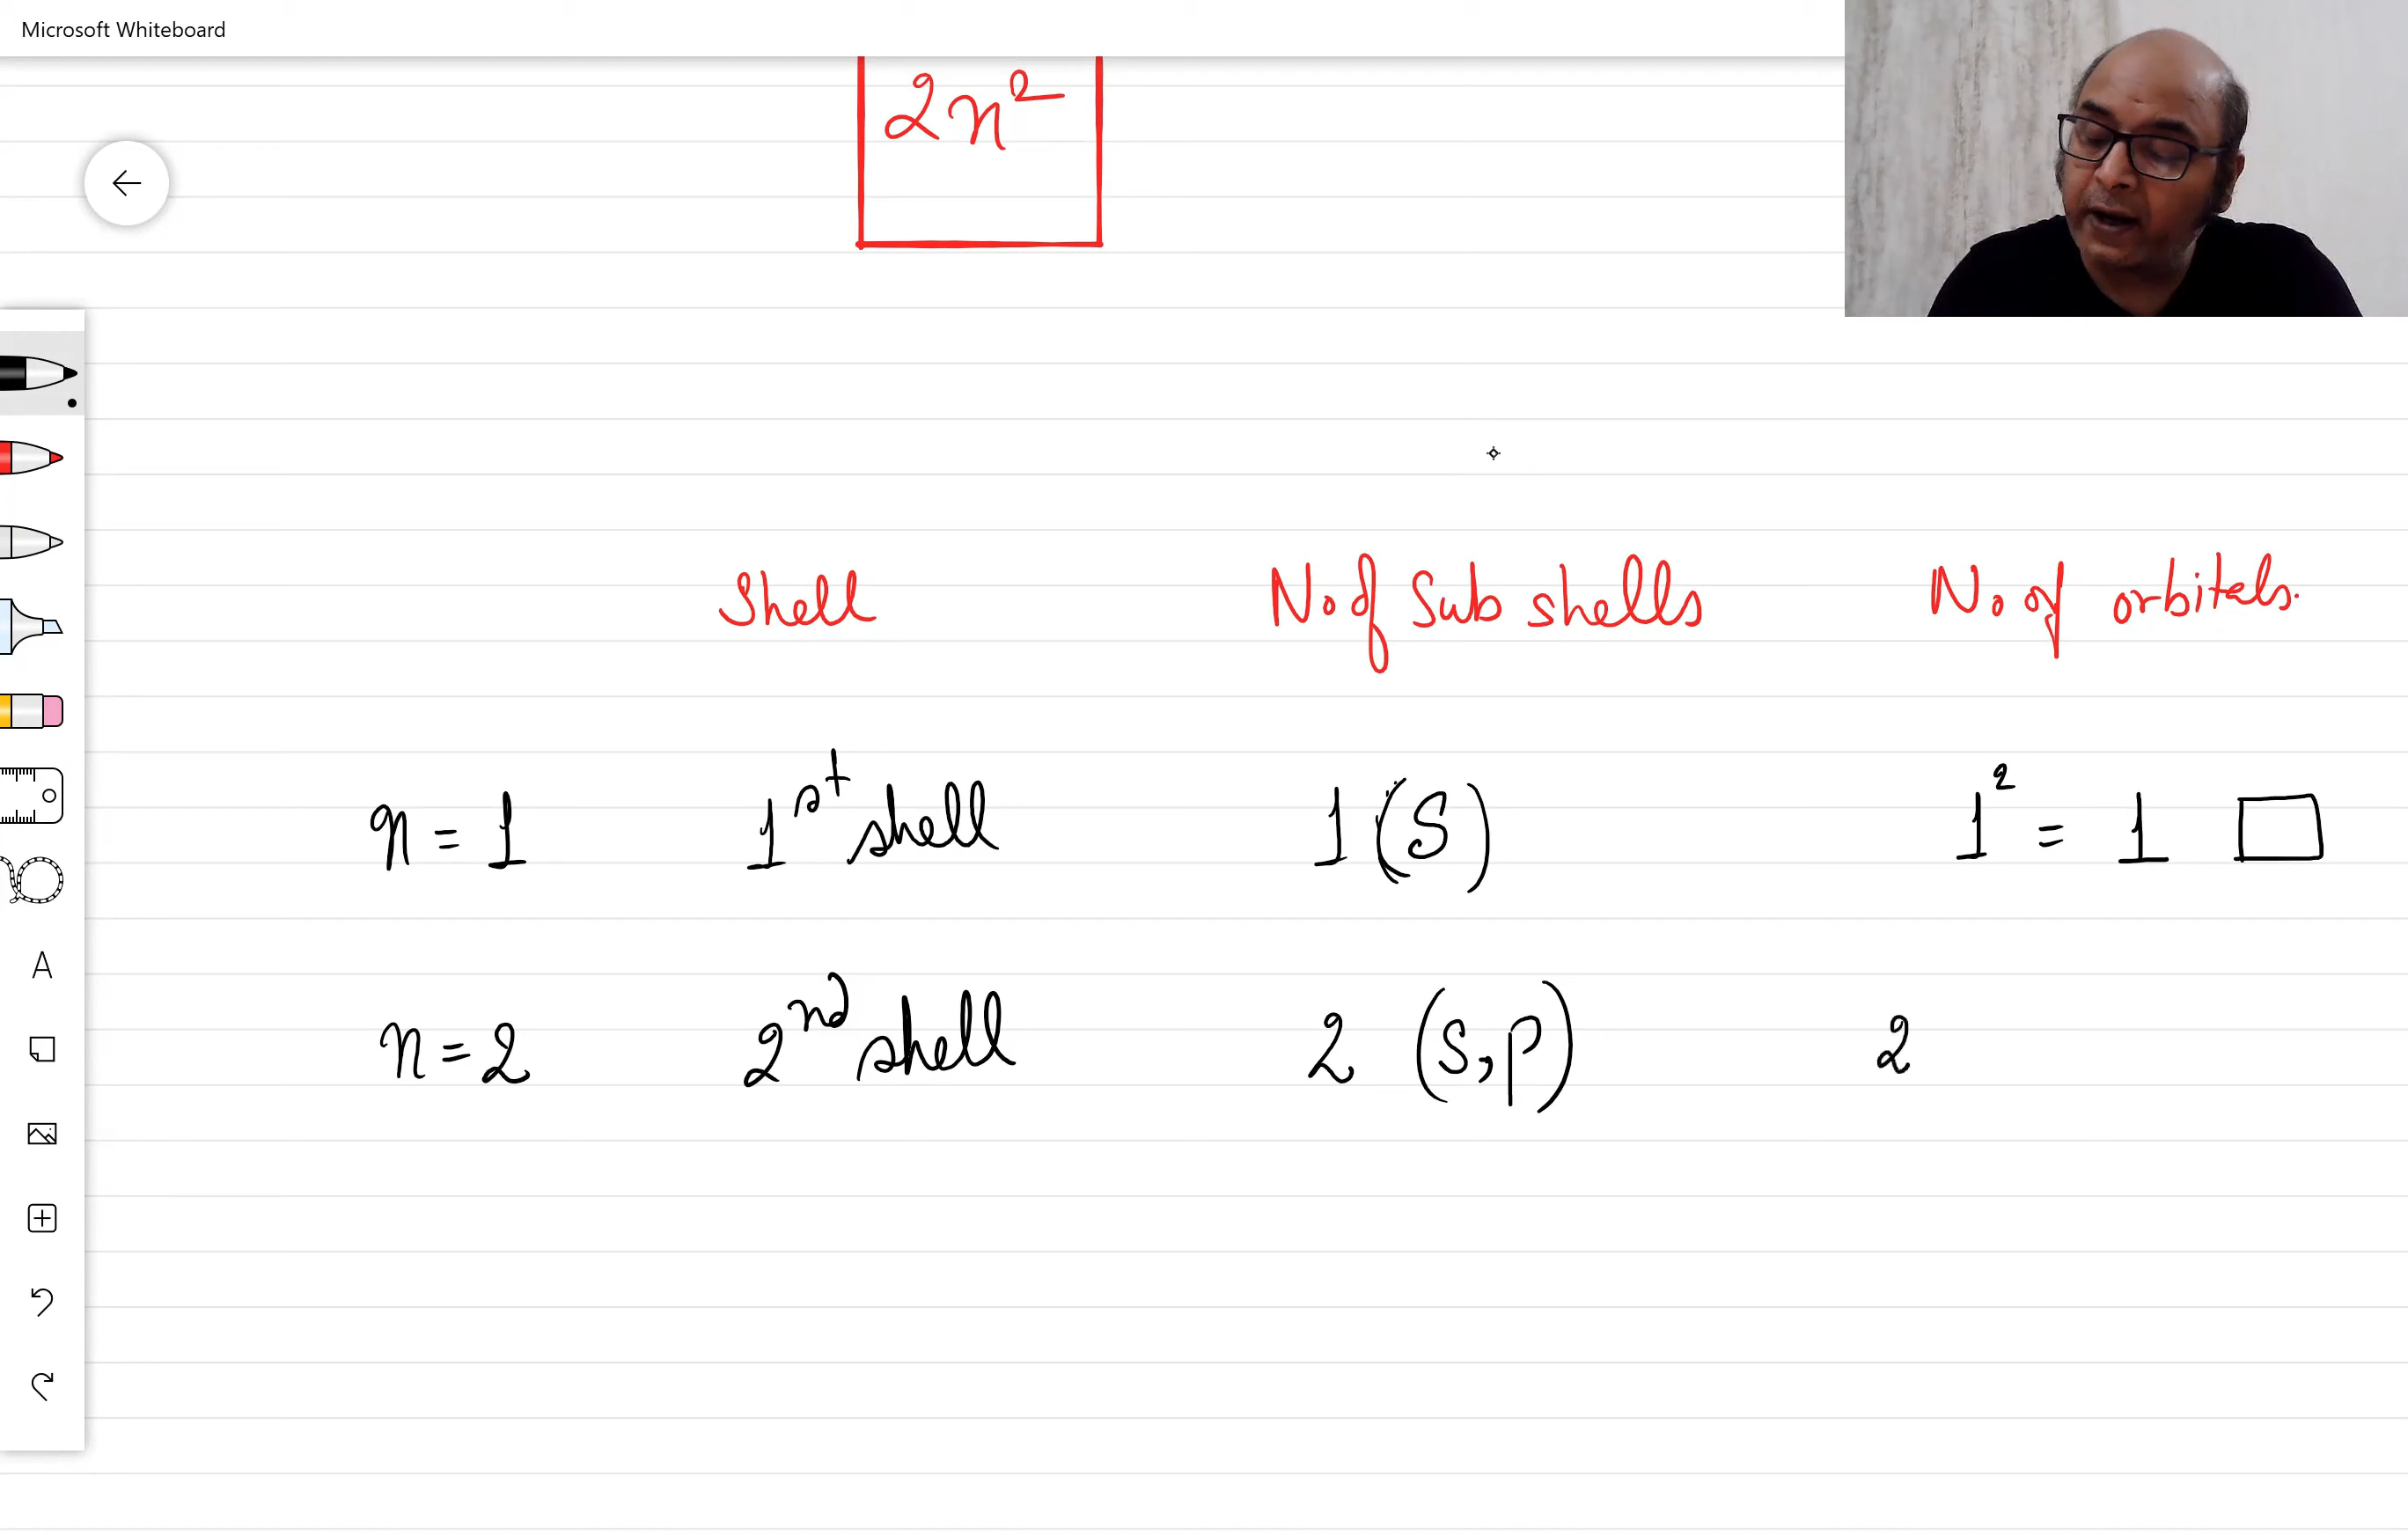 Microsoft Whiteboard
2n²
Shell No of Sub shells No of orbitals.
n = 1 1st shell 1 (S) 1² = 1
n = 2 2nd shell 2 (s,p) 2
A